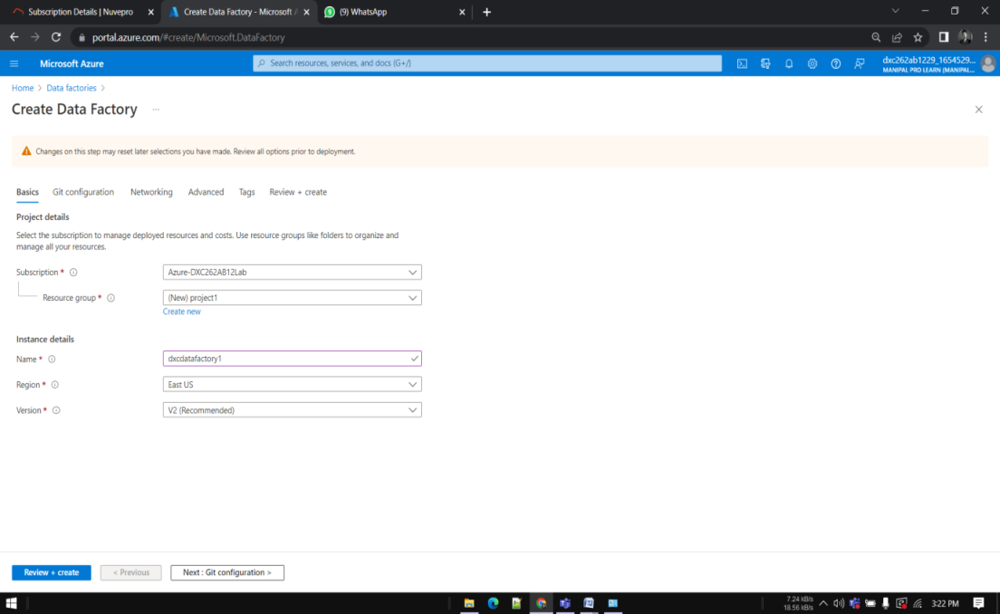 Subscription Details | Nuvepro
Create Data Factory - Microsoft A
(9) WhatsApp
portal.azure.com/#create/Microsoft.DataFactory
Microsoft Azure
Search resources, services, and docs (G+/)
dxc262ab1229_1654529...
MANIPAL PRO LEARN (MANIPAL...
Home > Data factories >
Create Data Factory ...
Changes on this step may reset later selections you have made. Review all options prior to deployment.
Basics Git configuration Networking Advanced Tags Review + create
Project details
Select the subscription to manage deployed resources and costs. Use resource groups like folders to organize and
manage all your resources.
Subscription * Azure-DXC262AB12Lab
Resource group * (New) project1
Create new
Instance details
Name * dxcdatafactory1
Region * East US
Version * V2 (Recommended)
Review + create < Previous Next : Git configuration >
7.24 kB/s
18.56 kB/s
3:22 PM